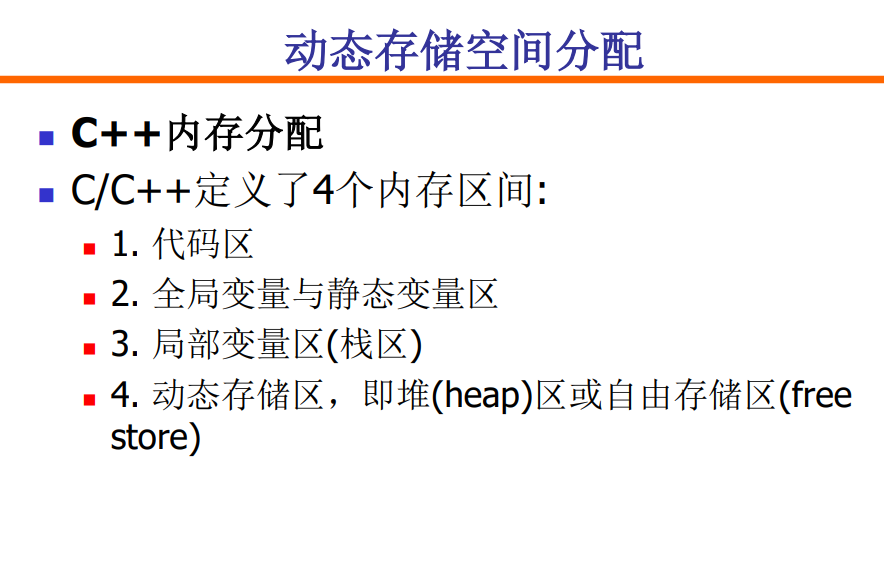 动态存储空间分配
C++内存分配
C/C++定义了4个内存区间:
1. 代码区
2. 全局变量与静态变量区
3. 局部变量区(栈区)
4. 动态存储区，即堆(heap)区或自由存储区(free
store)